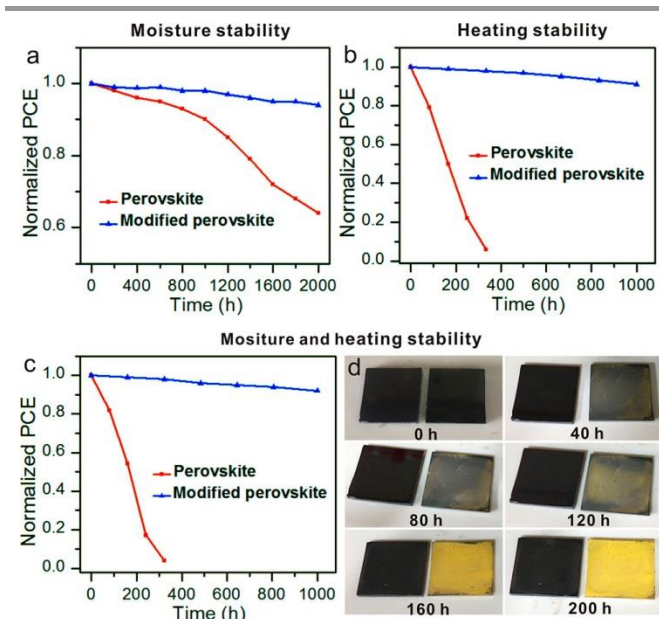 Moisture stability
Heating stability
a
1.0
0.8
0.6
Normalized PCE
Perovskite
Modified perovskite
0 400 800 1200 1600 2000
Time (h)
b
1.0
0.8
0.6
0.4
0.2
0.0
Normalized PCE
Perovskite
Modified perovskite
0 200 400 600 800 1000
Time (h)
Mositure and heating stability
c
1.0
0.8
0.6
0.4
0.2
0.0
Normalized PCE
Perovskite
Modified perovskite
0 200 400 600 800 1000
Time (h)
d
0 h
40 h
80 h
120 h
160 h
200 h